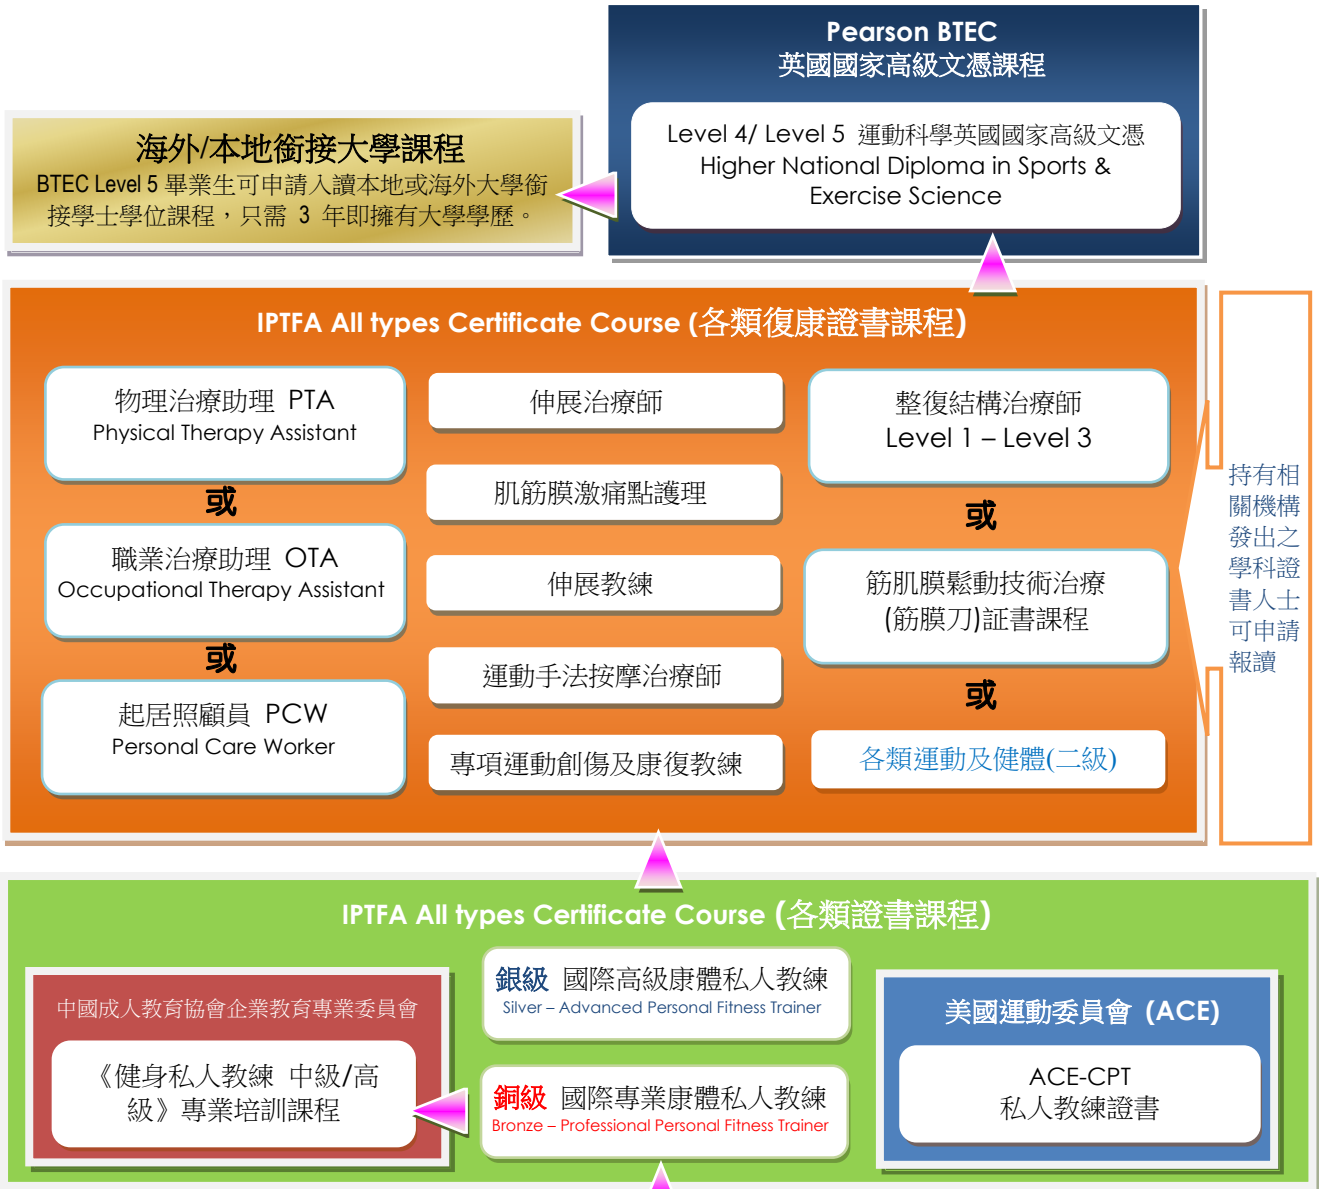 Pearson BTEC
英國國家高級文憑課程
Level 4/ Level 5 運動科學英國國家高級文憑
Higher National Diploma in Sports &
Exercise Science
海外/本地銜接大學課程
BTEC Level 5 畢業生可申請入讀本地或海外大學銜
接學士學位課程，只需 3 年即擁有大學學歷。
IPTFA All types Certificate Course (各類復康證書課程)
物理治療助理 PTA
Physical Therapy Assistant
或
職業治療助理 OTA
Occupational Therapy Assistant
或
起居照顧員 PCW
Personal Care Worker
伸展治療師
肌筋膜激痛點護理
伸展教練
運動手法按摩治療師
專項運動創傷及康復教練
整復結構治療師
Level 1 – Level 3
或
筋肌膜鬆動技術治療
(筋膜刀)証書課程
或
各類運動及健體(二級)
持有相
關機構
發出之
學科證
書人士
可申請
報讀
IPTFA All types Certificate Course (各類證書課程)
中國成人教育協會企業教育專業委員會
《健身私人教練 中級/高
級》專業培訓課程
銀級 國際高級康體私人教練
Silver – Advanced Personal Fitness Trainer
銅級 國際專業康體私人教練
Bronze – Professional Personal Fitness Trainer
美國運動委員會 (ACE)
ACE-CPT
私人教練證書